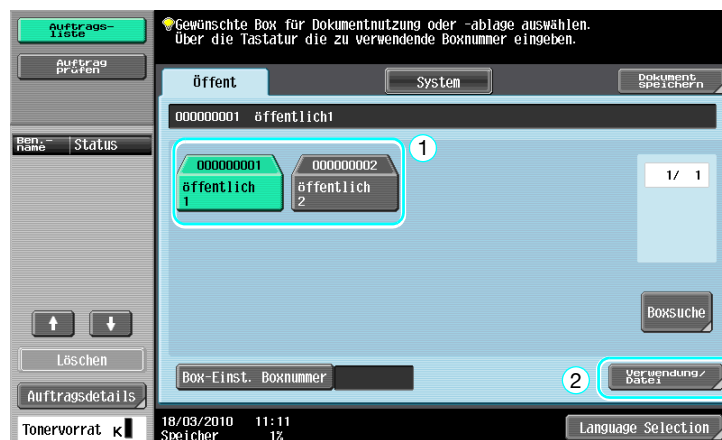 Auftrags-
liste
Auftrag
prüfen
Ben.-
name
Status
Löschen
Auftragsdetails
Tonervorrat K
Gewünschte Box für Dokumentnutzung oder -ablage auswählen.
Über die Tastatur die zu verwendende Boxnummer eingeben.
Öffent
System
Dokument
speichern
000000001 öffentlich1
1
000000001
öffentlich
1
000000002
öffentlich
2
1/ 1
Boxsuche
Box-Einst. Boxnummer
2
Verwendung/
Datei
18/03/2010 11:11
Speicher 1%
Language Selection